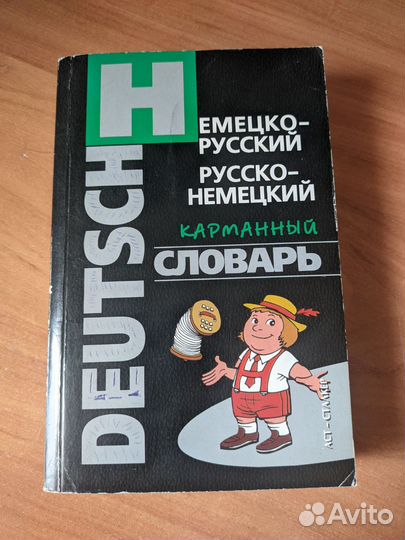 НЕМЕЦКО-
РУССКИЙ
РУССКО-
НЕМЕЦКИЙ
КАРМАННЫЙ
СЛОВАРЬ
DEUTSCH
АСТ-СТАЛКЕР
Avito